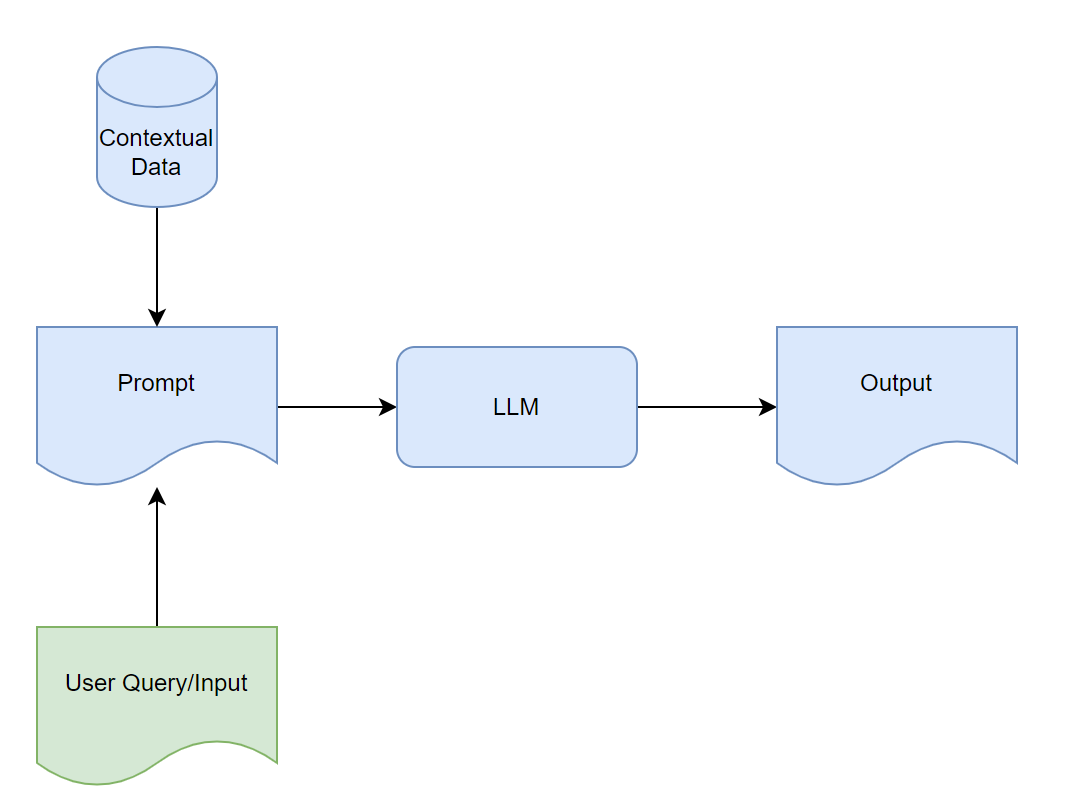 Contextual
Data
Prompt
LLM
Output
User Query/Input